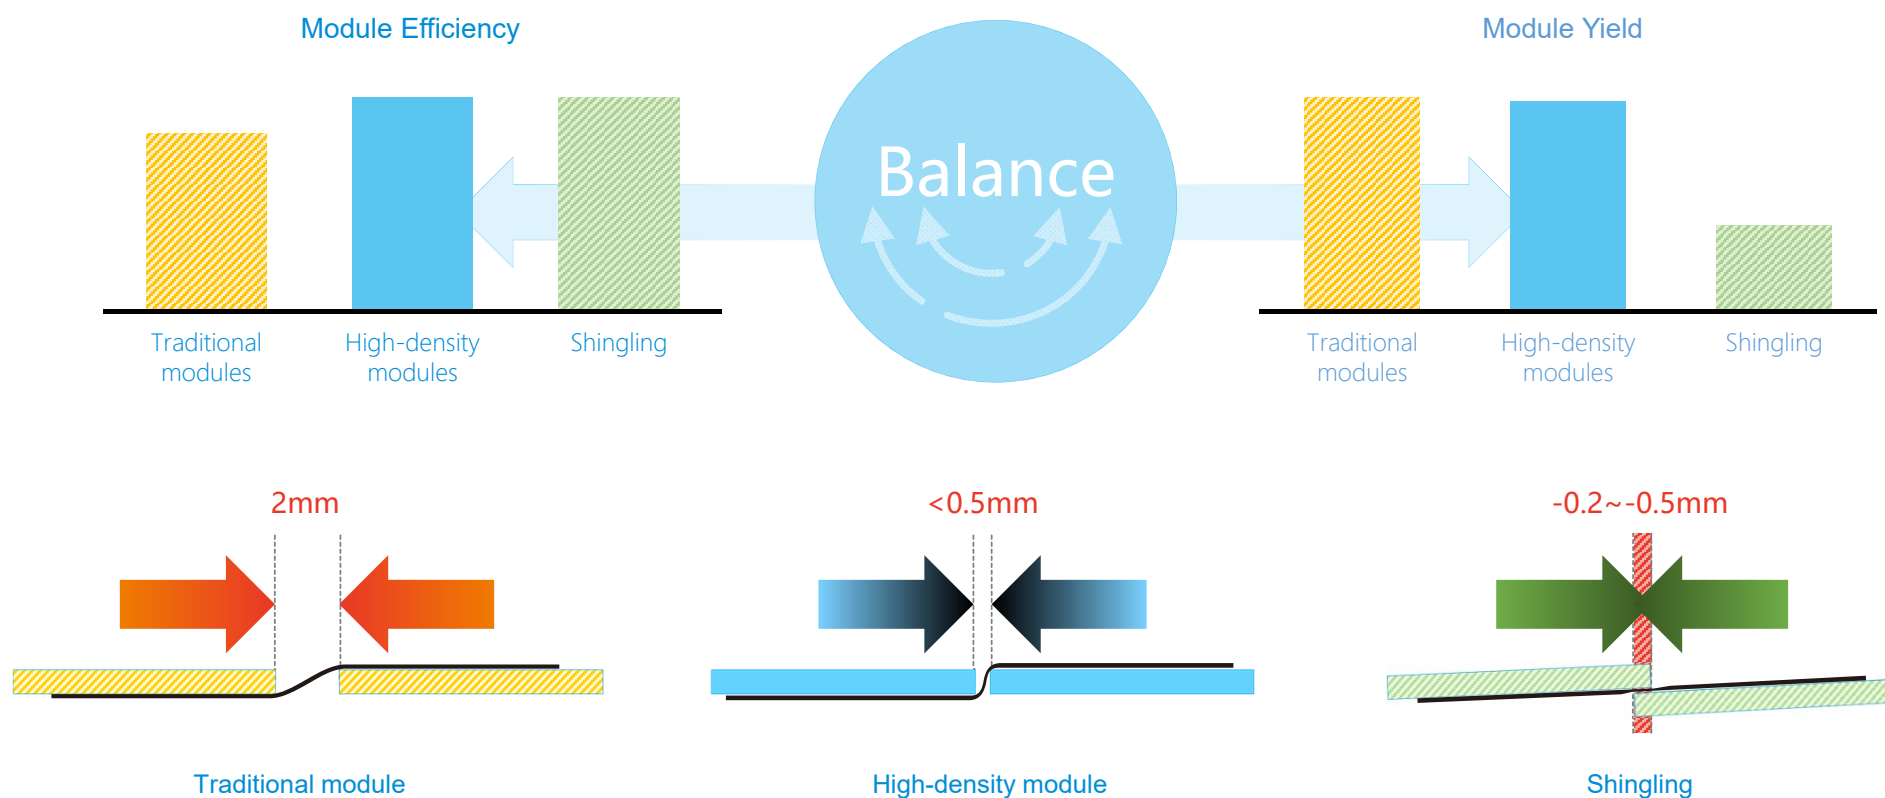 Module Efficiency
Module Yield
Balance
Traditional
modules
High-density
modules
Shingling
Traditional
modules
High-density
modules
Shingling
2mm
<0.5mm
-0.2~-0.5mm
Traditional module
High-density module
Shingling